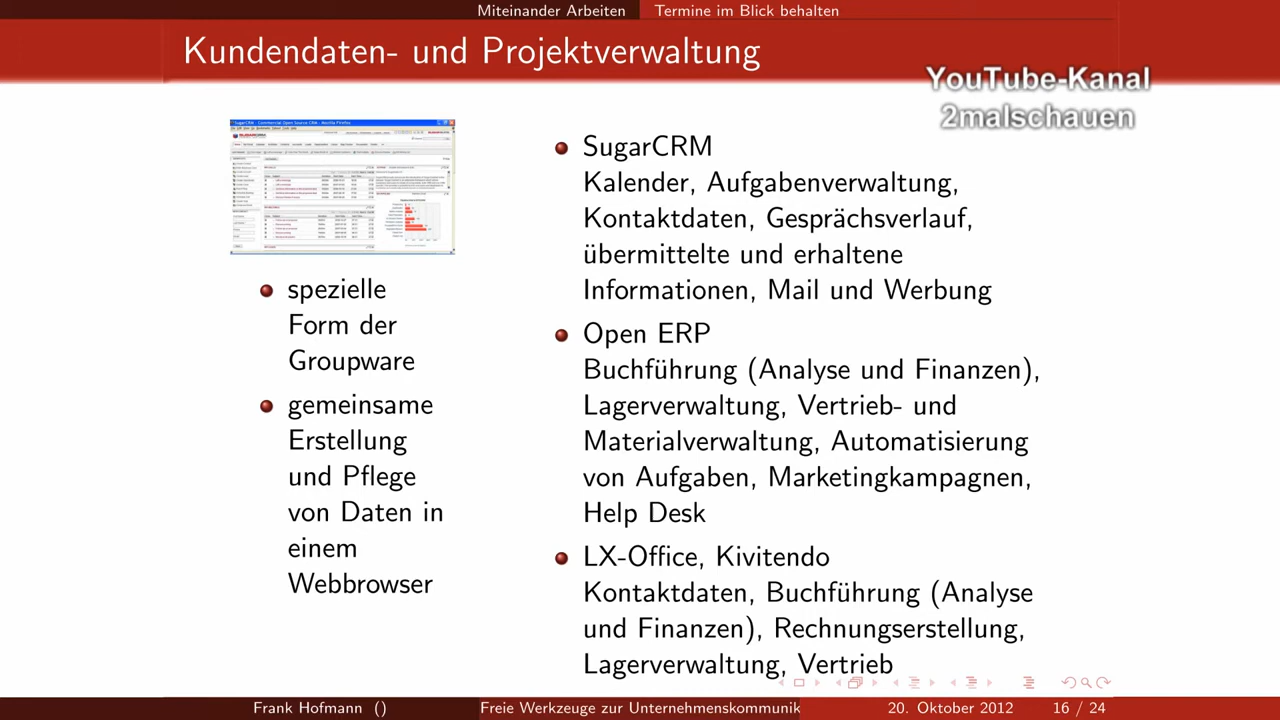 Miteinander Arbeiten
Termine im Blick behalten
Kundendaten- und Projektverwaltung
YouTube-Kanal
2malschauen
spezielle
Form der
Groupware
gemeinsame
Erstellung
und Pflege
von Daten in
einem
Webbrowser
SugarCRM
Kalender, Aufgabenverwaltung,
Kontaktdaten, Gesprächsverlauf,
übermittelte und erhaltene
Informationen, Mail und Werbung
Open ERP
Buchführung (Analyse und Finanzen),
Lagerverwaltung, Vertrieb- und
Materialverwaltung, Automatisierung
von Aufgaben, Marketingkampagnen,
Help Desk
LX-Office, Kivitendo
Kontaktdaten, Buchführung (Analyse
und Finanzen), Rechnungserstellung,
Lagerverwaltung, Vertrieb
Frank Hofmann ()
Freie Werkzeuge zur Unternehmenskommunik
20. Oktober 2012
16 / 24